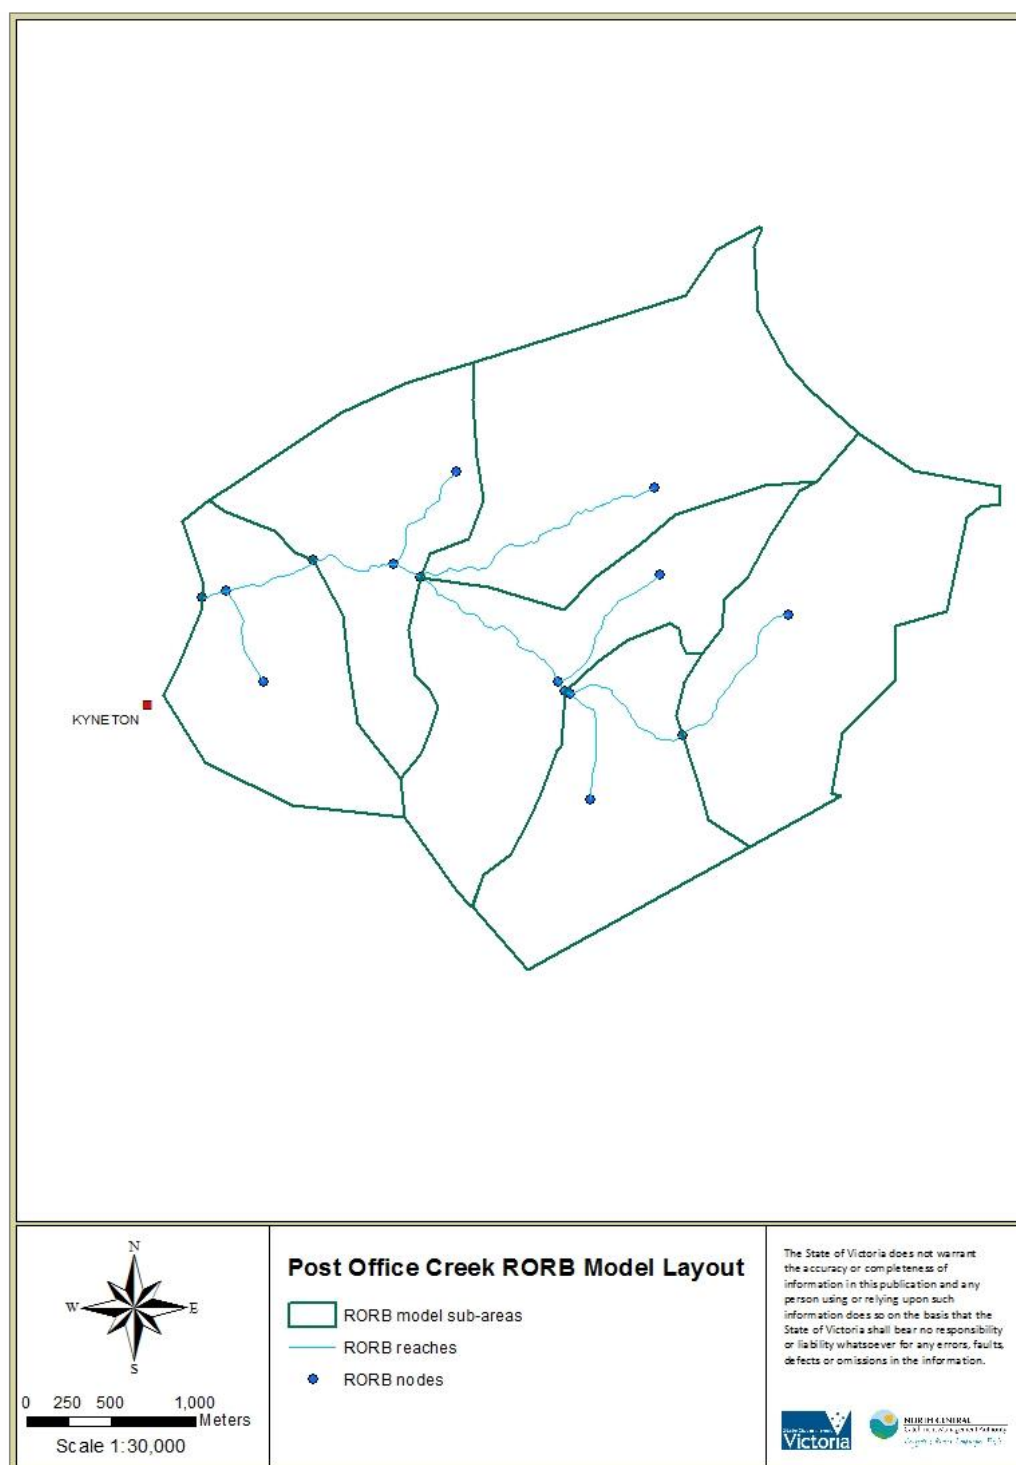 KYNETON
N
W
E
S
0 250 500 1,000
Meters
Scale 1:30,000
Post Office Creek RORB Model Layout
RORB model sub-areas
RORB reaches
RORB nodes
The State of Victoria does not warrant
the accuracy or completeness of
information in this publication and any
person using or relying upon such
information does so on the basis that the
State of Victoria shall bear no responsibility
or liability whatsoever for any errors, faults,
defects or omissions in the information.
Victoria
NORTH CENTRAL
Catchment Management Authority